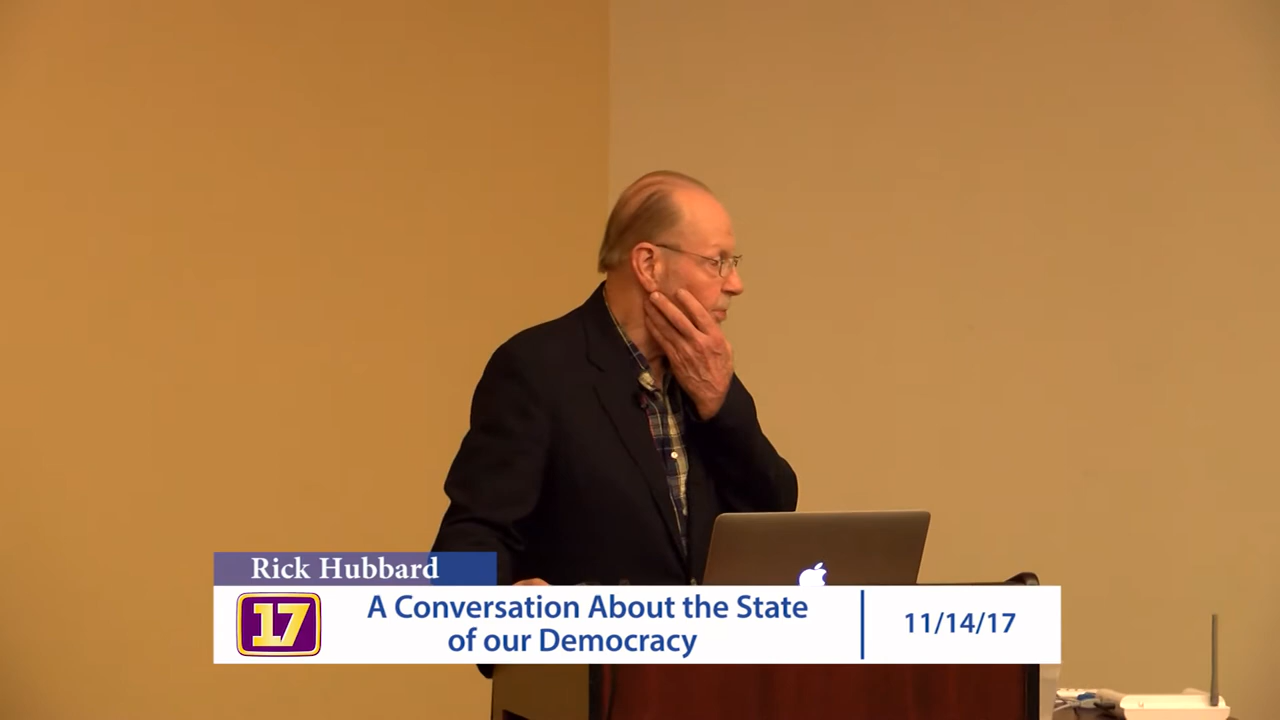 Rick Hubbard
17
A Conversation About the State
of our Democracy
11/14/17